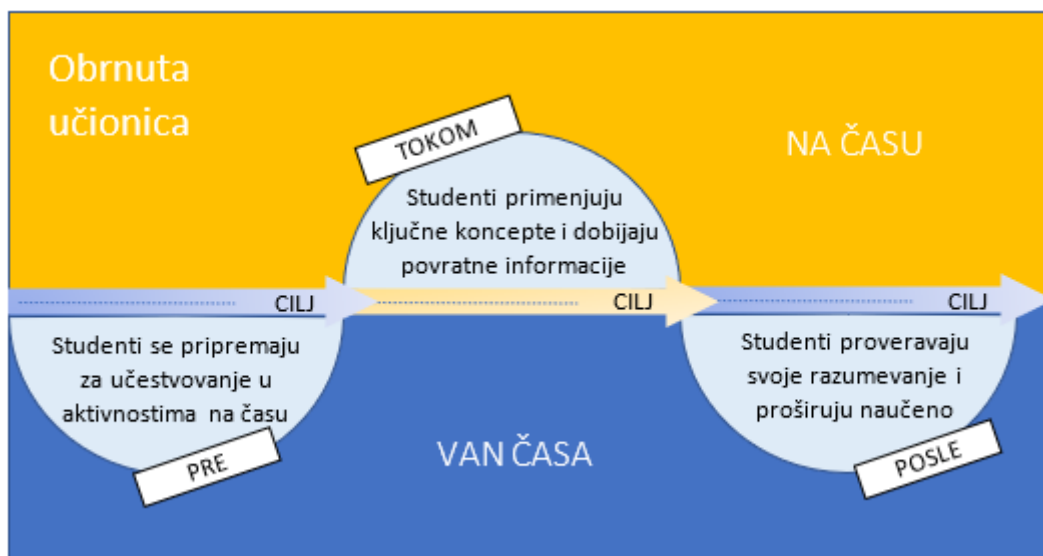 Obrnuta
učionica
TOKOM
NA ČASU
Studenti primenjuju
ključne koncepte i dobijaju
povratne informacije
CILJ
CILJ
CILJ
Studenti se pripremaju
za učestvovanje u
aktivnostima na času
PRE
VAN ČASA
Studenti proveravaju
svoje razumevanje i
proširuju naučeno
POSLE